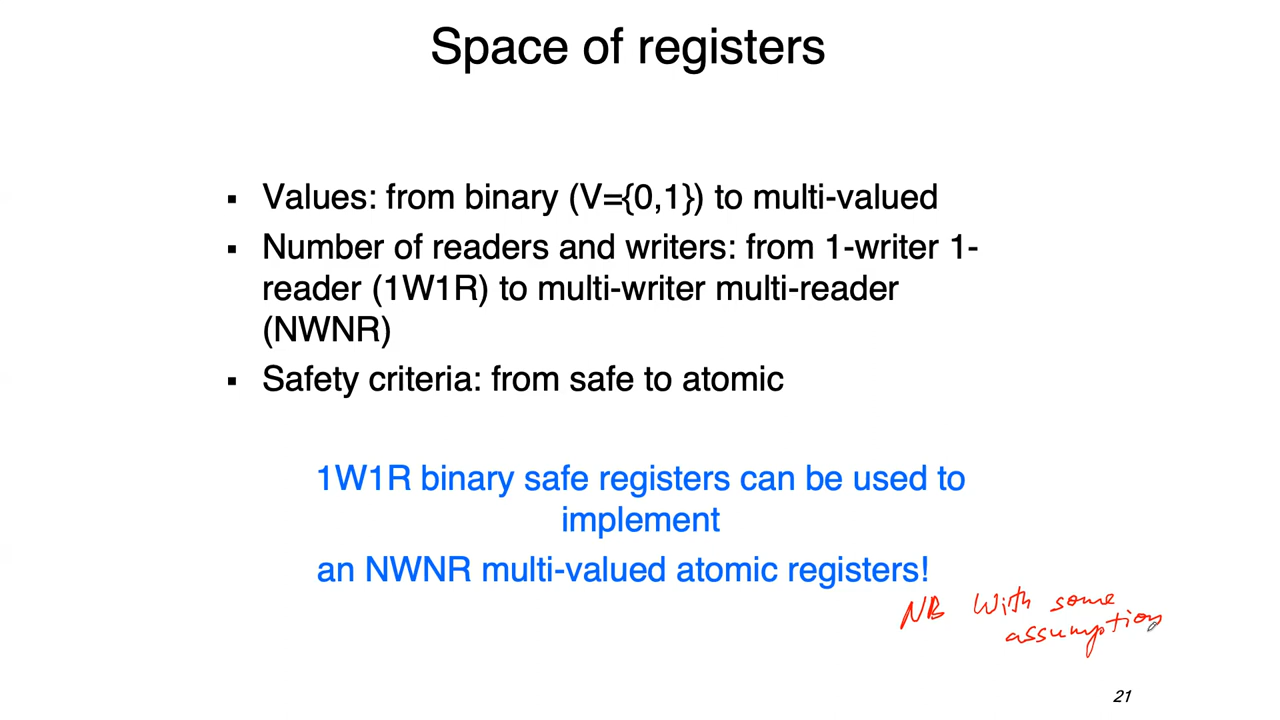 Space of registers
▪ Values: from binary (V={0,1}) to multi-valued
▪ Number of readers and writers: from 1-writer 1-
reader (1W1R) to multi-writer multi-reader
(NWNR)
▪ Safety criteria: from safe to atomic
1W1R binary safe registers can be used to
implement
an NWNR multi-valued atomic registers!
NB With some
assumption
21